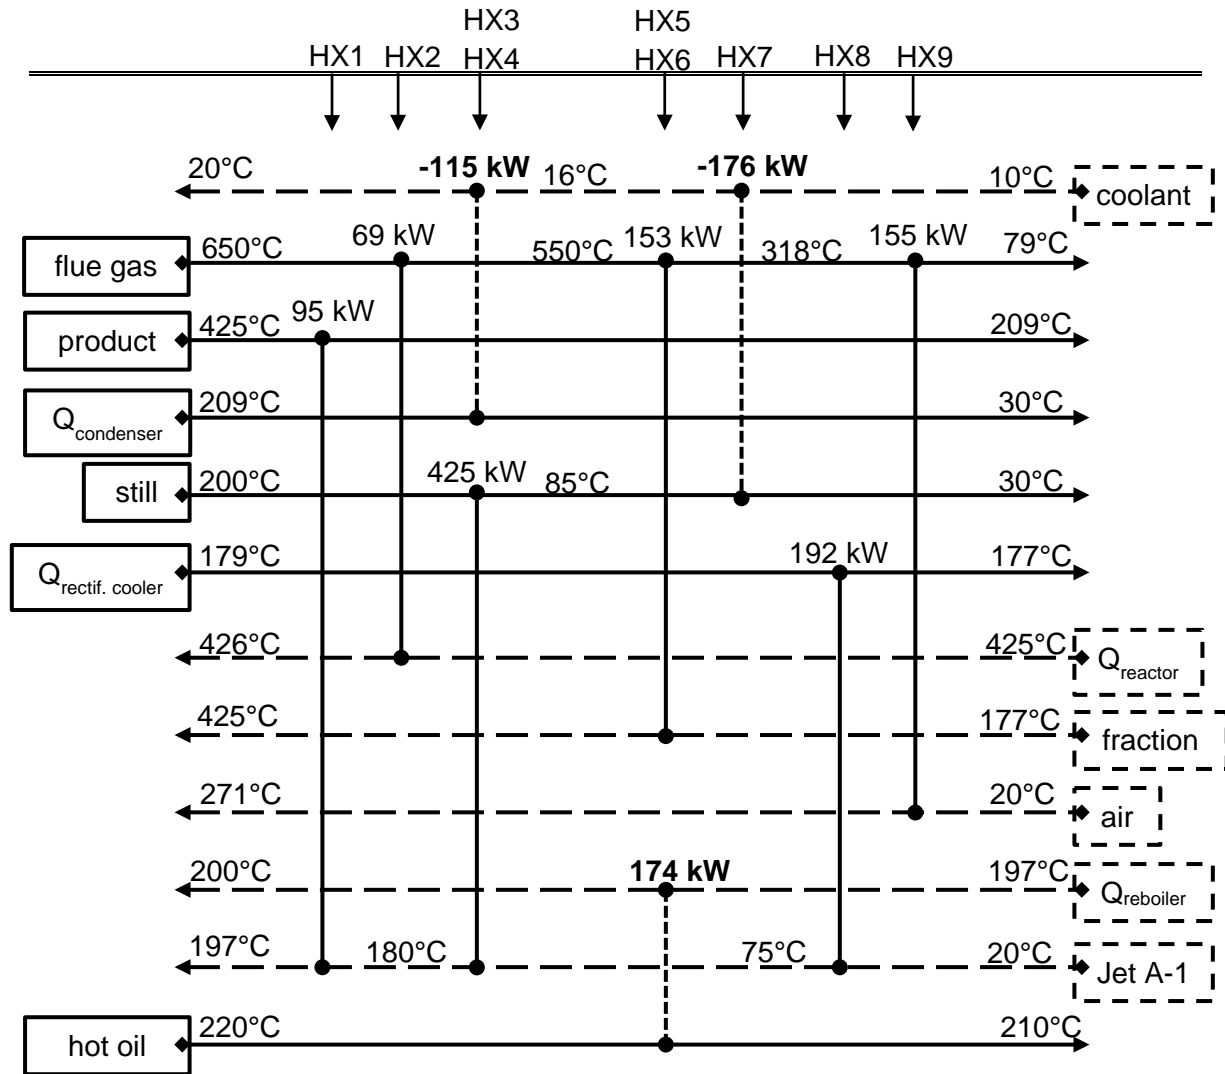 HX3 HX5
HX1 HX2 HX4 HX6 HX7 HX8 HX9
20°C -115 kW 16°C -176 kW 10°C coolant
flue gas 650°C 69 kW 550°C 153 kW 318°C 155 kW 79°C
product 425°C 95 kW 209°C
Qcondenser 209°C 30°C
still 200°C 425 kW 85°C 30°C
Qrectif. cooler 179°C 192 kW 177°C
426°C 425°C Qreactor
425°C 177°C fraction
271°C 20°C air
200°C 174 kW 197°C Qreboiler
197°C 180°C 75°C 20°C Jet A-1
hot oil 220°C 210°C